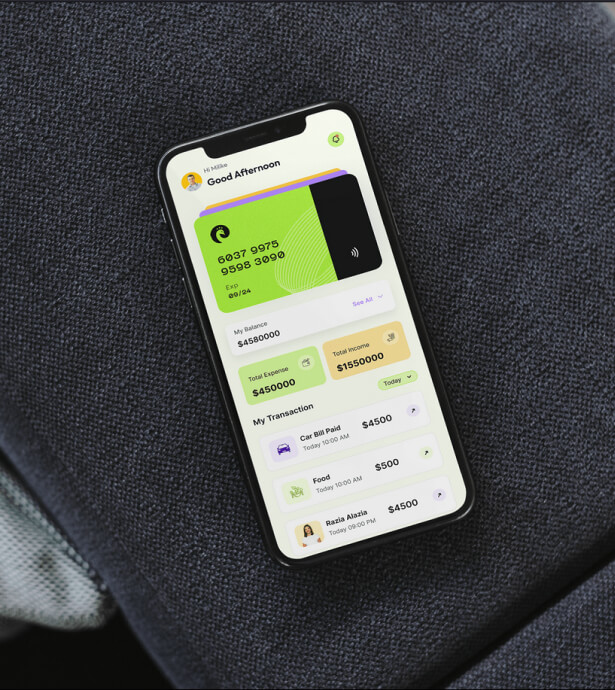 Hi Milike
Good Afternoon
6037 9975
9598 3090
Exp
09/24
My Balance
See All
$4580000
Total Expense
$450000
Total Income
$1550000
My Transaction
Today
Car Bill Paid
Today 10:00 AM
$4500
Food
Today 10:00 AM
$500
Razia Alazia
Today 09:00 PM
$4500